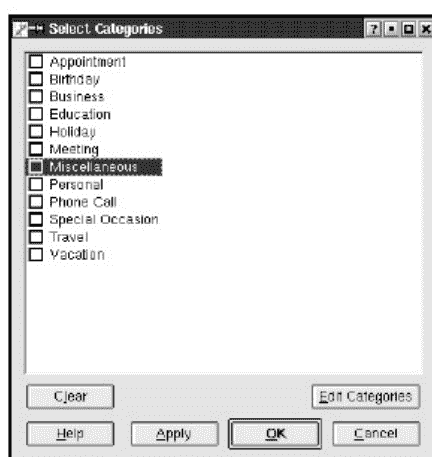 Select Categories
Appointment
Birthday
Business
Education
Holiday
Meeting
Miscellaneous
Personal
Phone Call
Special Occasion
Travel
Vacation
Clear
Edit Categories
Help
Apply
OK
Cancel